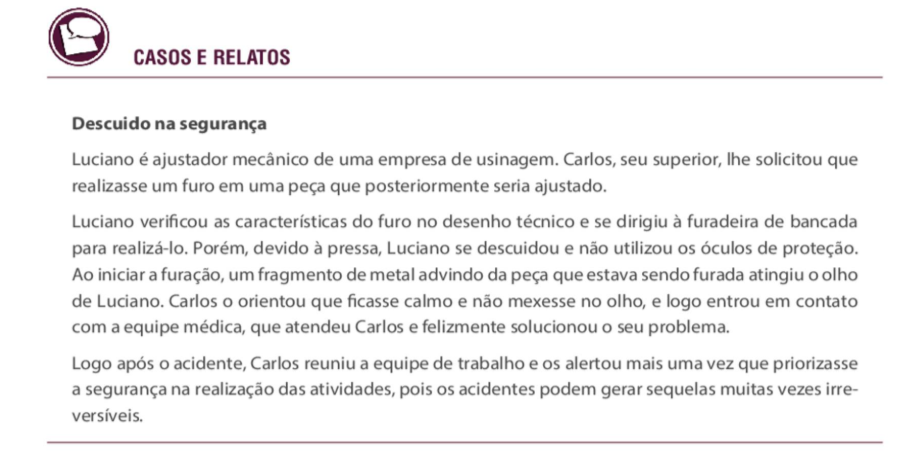 CASOS E RELATOS
Descuido na segurança
Luciano é ajustador mecânico de uma empresa de usinagem. Carlos, seu superior, lhe solicitou que
realizasse um furo em uma peça que posteriormente seria ajustado.
Luciano verificou as características do furo no desenho técnico e se dirigiu à furadeira de bancada
para realizá-lo. Porém, devido à pressa, Luciano se descuidou e não utilizou os óculos de proteção.
Ao iniciar a furação, um fragmento de metal advindo da peça que estava sendo furada atingiu o olho
de Luciano. Carlos o orientou que ficasse calmo e não mexesse no olho, e logo entrou em contato
com a equipe médica, que atendeu Carlos e felizmente solucionou o seu problema.
Logo após o acidente, Carlos reuniu a equipe de trabalho e os alertou mais uma vez que priorizasse
a segurança na realização das atividades, pois os acidentes podem gerar sequelas muitas vezes irre-
versíveis.